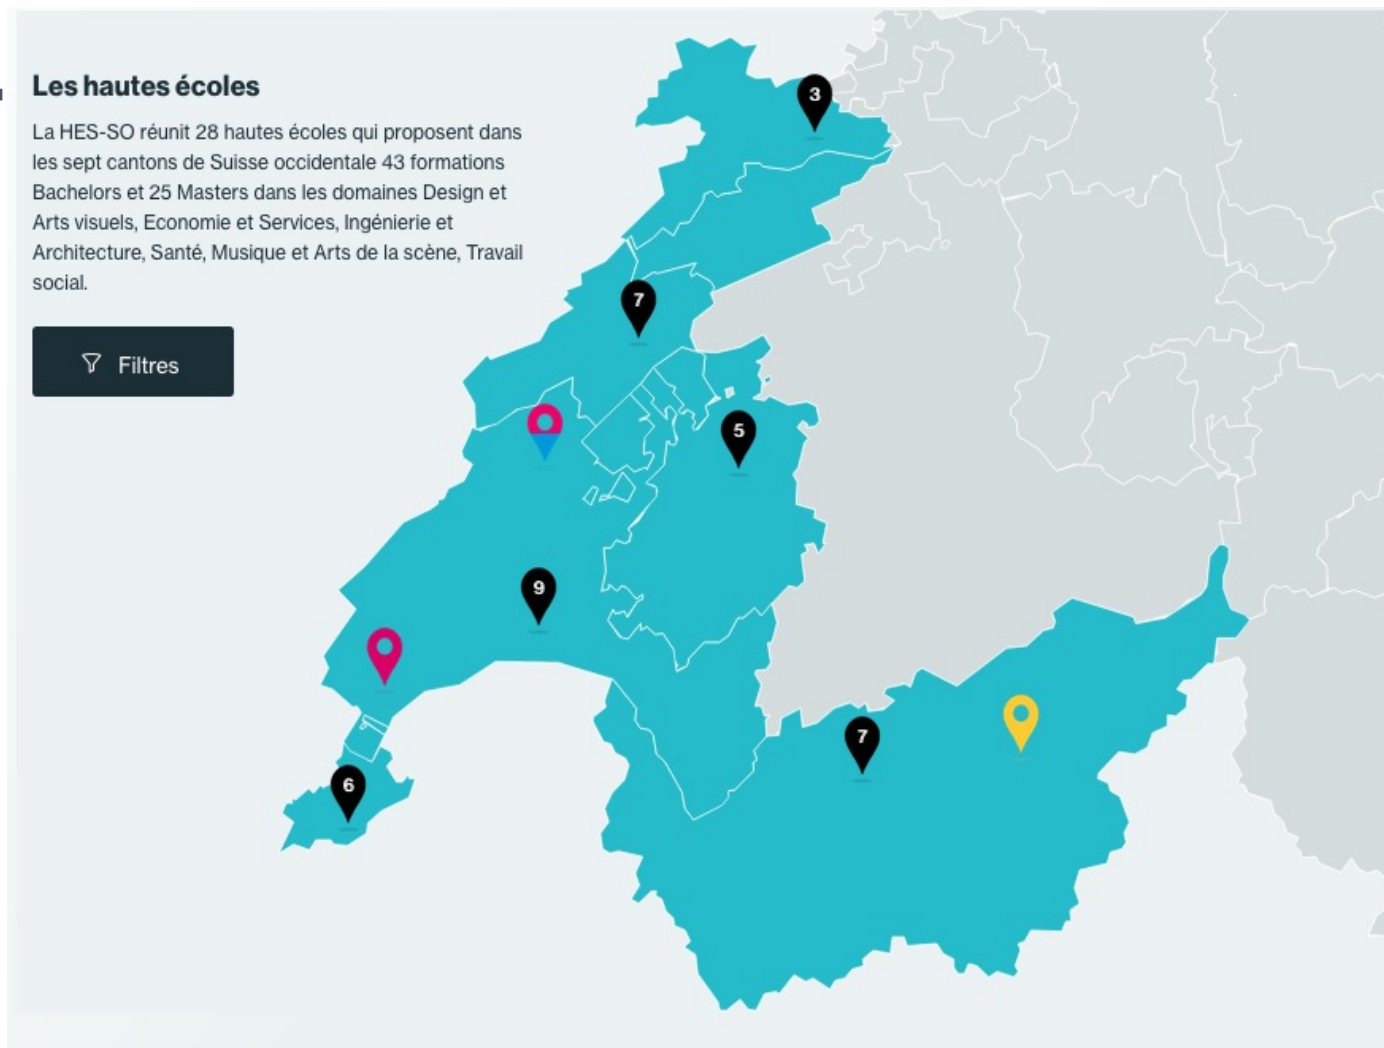 Les hautes écoles
La HES-SO réunit 28 hautes écoles qui proposent dans
les sept cantons de Suisse occidentale 43 formations
Bachelors et 25 Masters dans les domaines Design et
Arts visuels, Economie et Services, Ingénierie et
Architecture, Santé, Musique et Arts de la scène, Travail
social.
Filtres
3
7
5
9
7
6